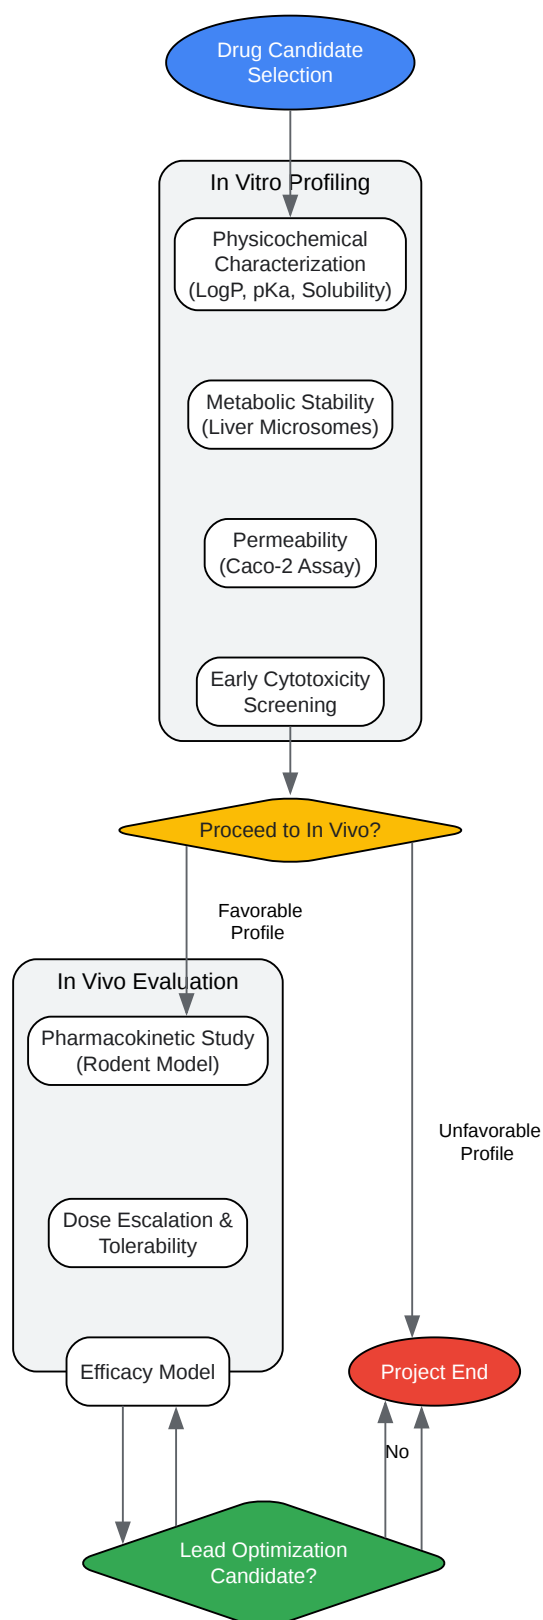 Drug Candidate
Selection
In Vitro Profiling
Physicochemical
Characterization
(LogP, pKa, Solubility)
Metabolic Stability
(Liver Microsomes)
Permeability
(Caco-2 Assay)
Early Cytotoxicity
Screening
Proceed to In Vivo?
Favorable
Profile
In Vivo Evaluation
Pharmacokinetic Study
(Rodent Model)
Unfavorable
Profile
Dose Escalation &
Tolerability
Efficacy Model
Project End
No
Lead Optimization
Candidate?